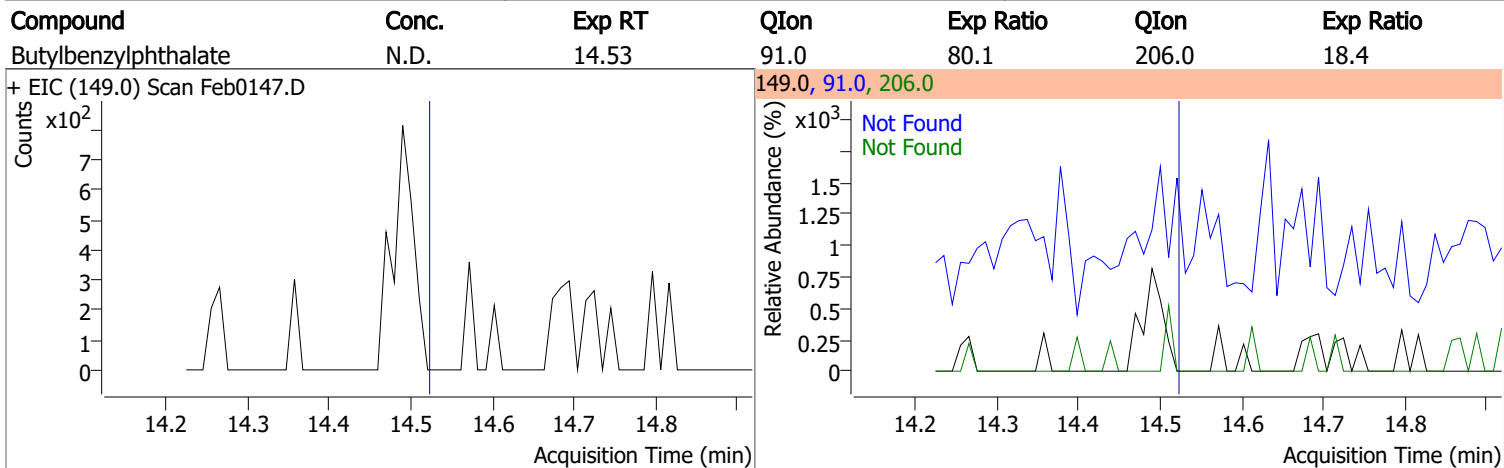 Compound Conc. Exp RT QIon Exp Ratio QIon Exp Ratio
Butylbenzylphthalate N.D. 14.53 91.0 80.1 206.0 18.4
+ EIC (149.0) Scan Feb0147.D
Counts
x10²
7
6
5
4
3
2
1
0
14.2 14.3 14.4 14.5 14.6 14.7 14.8
Acquisition Time (min)
149.0, 91.0, 206.0
Relative Abundance (%)
x10³
Not Found
Not Found
1.5
1.25
1
0.75
0.5
0.25
0
14.2 14.3 14.4 14.5 14.6 14.7 14.8
Acquisition Time (min)